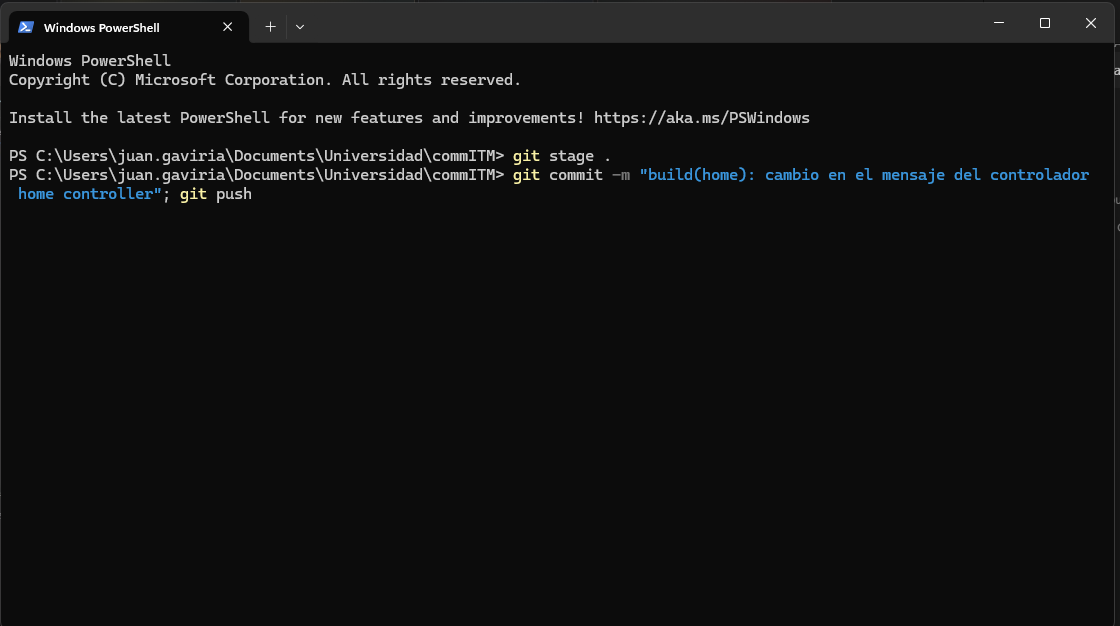 Windows PowerShell
Windows PowerShell
Copyright (C) Microsoft Corporation. All rights reserved.
Install the latest PowerShell for new features and improvements! https://aka.ms/PSWindows
PS C:\Users\juan.gaviria\Documents\Universidad\commITM> git stage .
PS C:\Users\juan.gaviria\Documents\Universidad\commITM> git commit -m "build(home): cambio en el mensaje del controlador
home controller"; git push